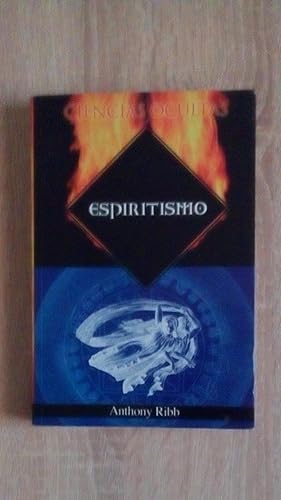 CIENCIAS OCULTAS
ESPIRITISMO
Anthony Ribb